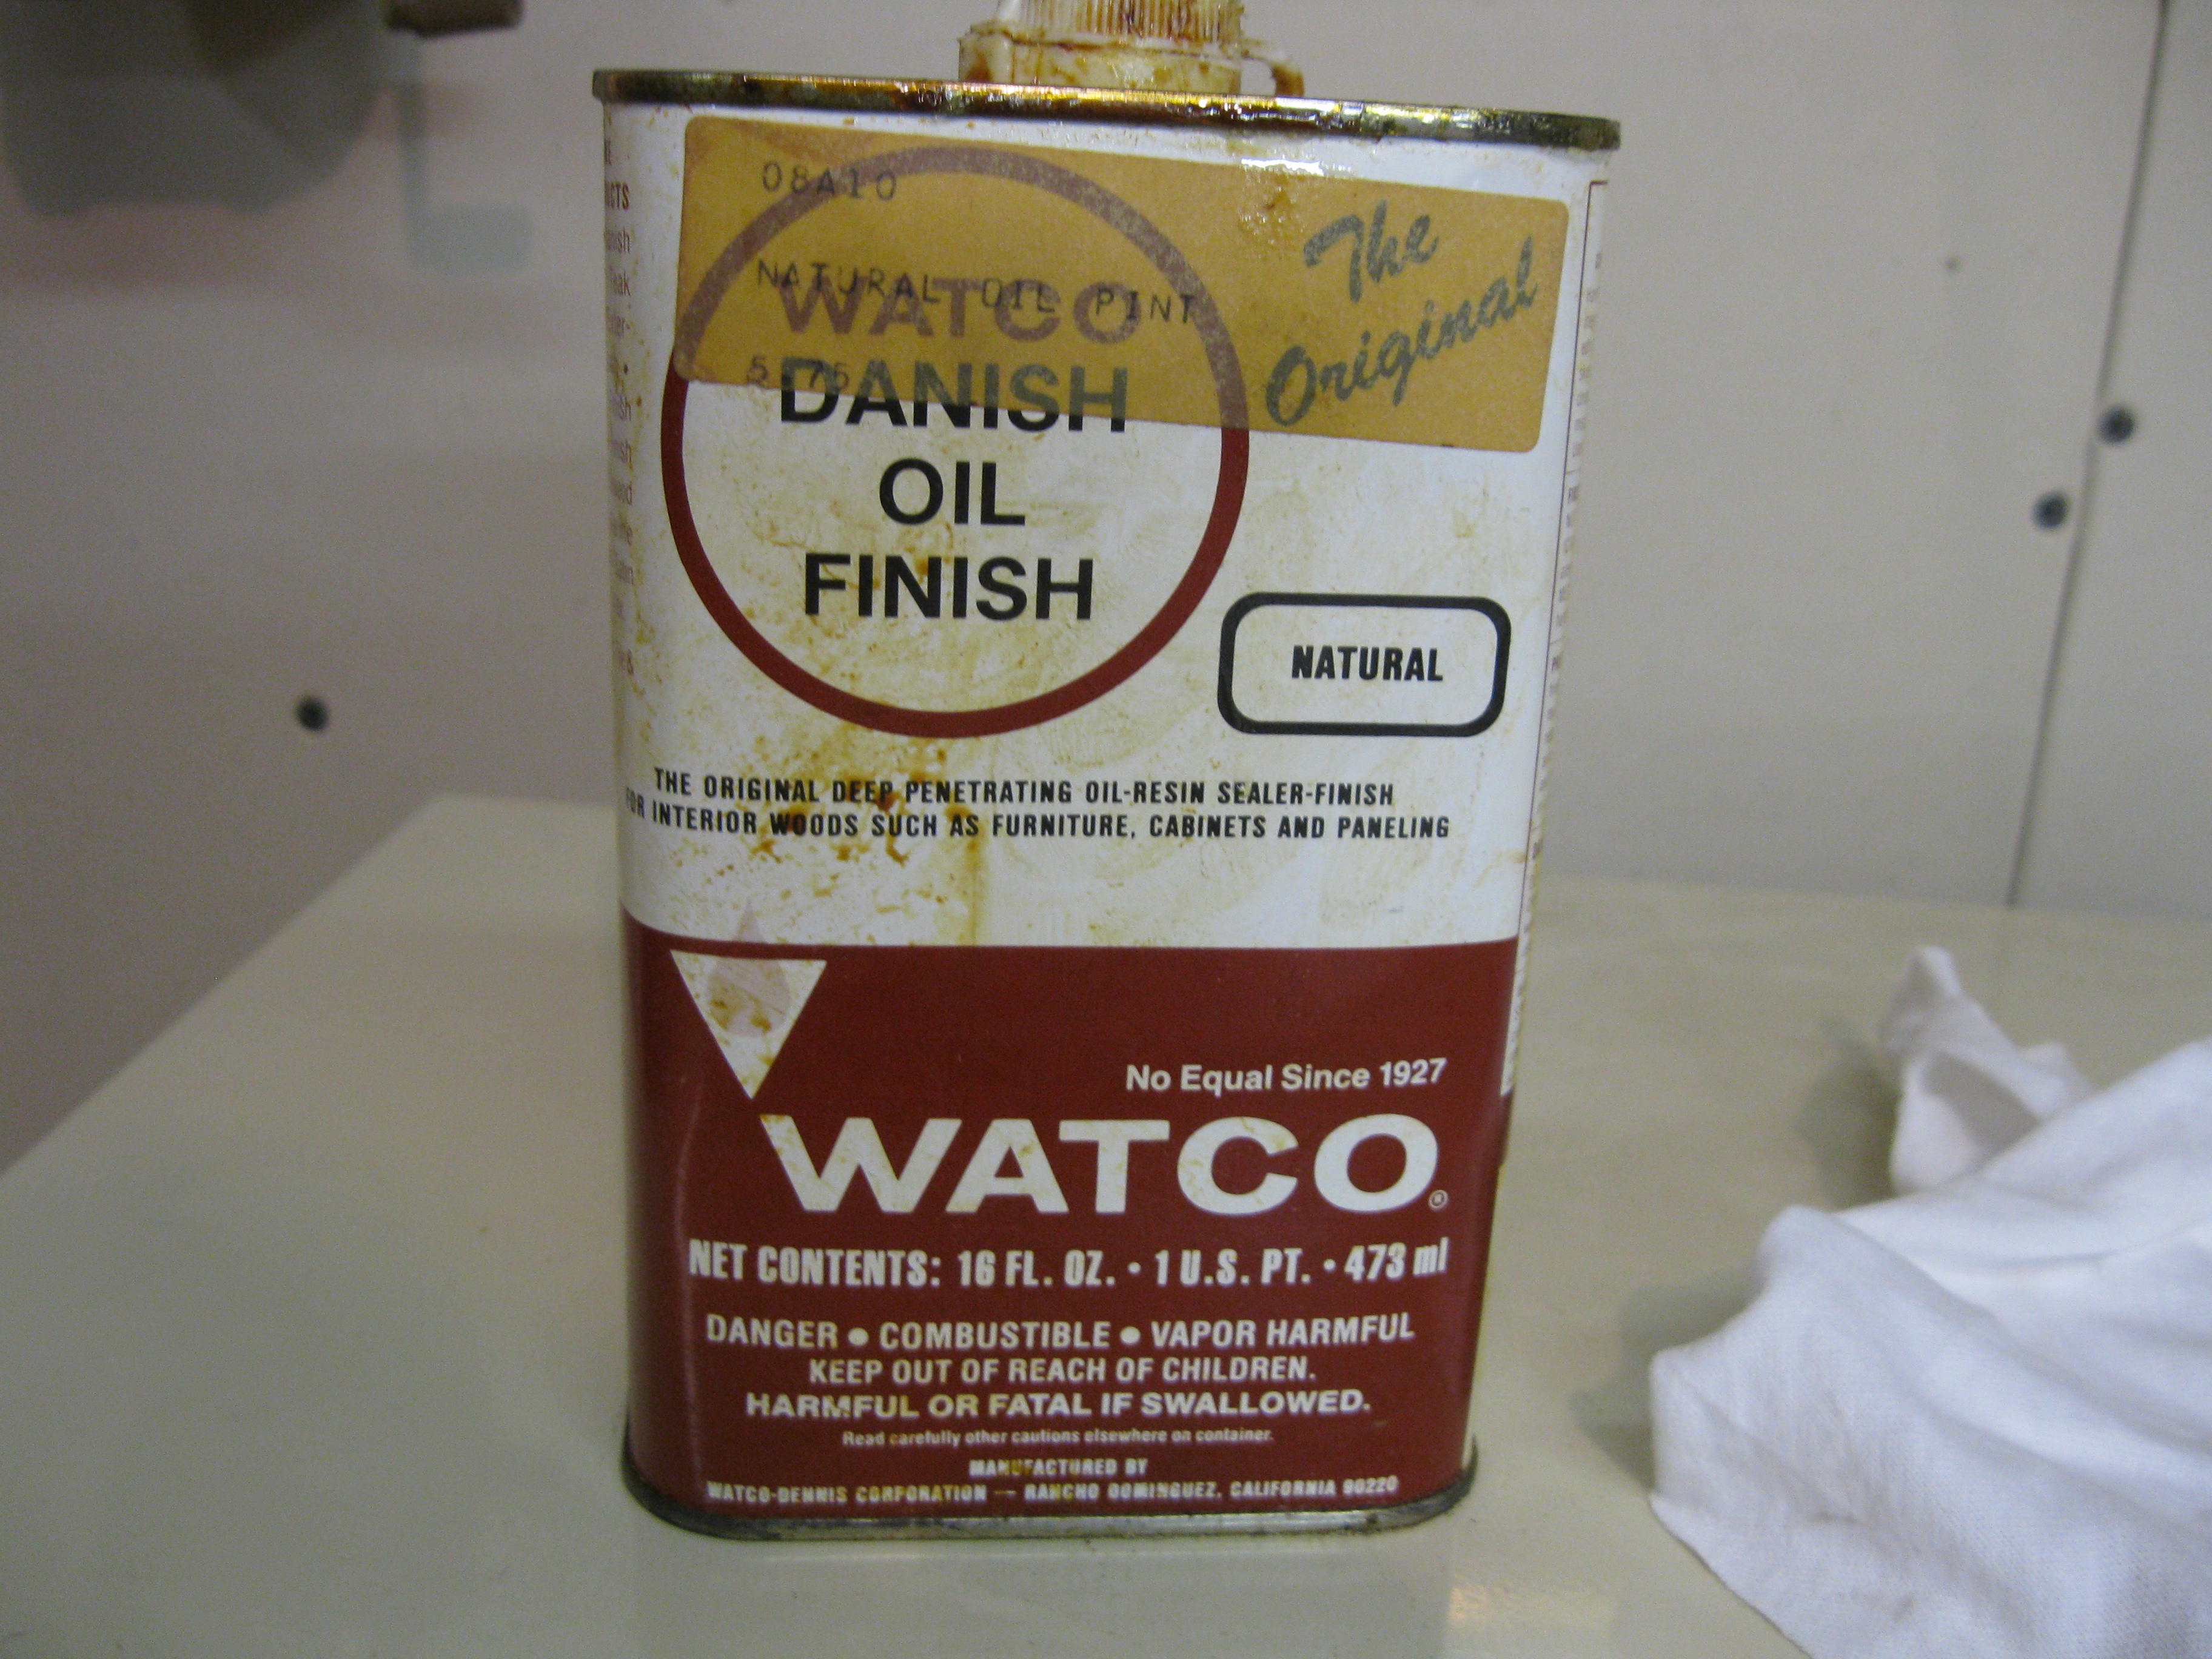 08A10
NATURAL OIL PINT
5.75
The
Original
WATCO
DANISH
OIL
FINISH
NATURAL
THE ORIGINAL DEEP PENETRATING OIL-RESIN SEALER-FINISH
FOR INTERIOR WOODS SUCH AS FURNITURE, CABINETS AND PANELING
No Equal Since 1927
WATCO®
NET CONTENTS: 16 FL. OZ. • 1 U.S. PT. • 473 ml
DANGER • COMBUSTIBLE • VAPOR HARMFUL
KEEP OUT OF REACH OF CHILDREN.
HARMFUL OR FATAL IF SWALLOWED.
Read carefully other cautions elsewhere on container.
MANUFACTURED BY
WATCO-DENNIS CORPORATION — RANCHO DOMINGUEZ, CALIFORNIA 90220